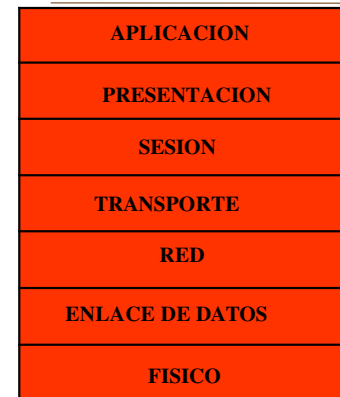 APLICACION
PRESENTACION
SESION
TRANSPORTE
RED
ENLACE DE DATOS
FISICO